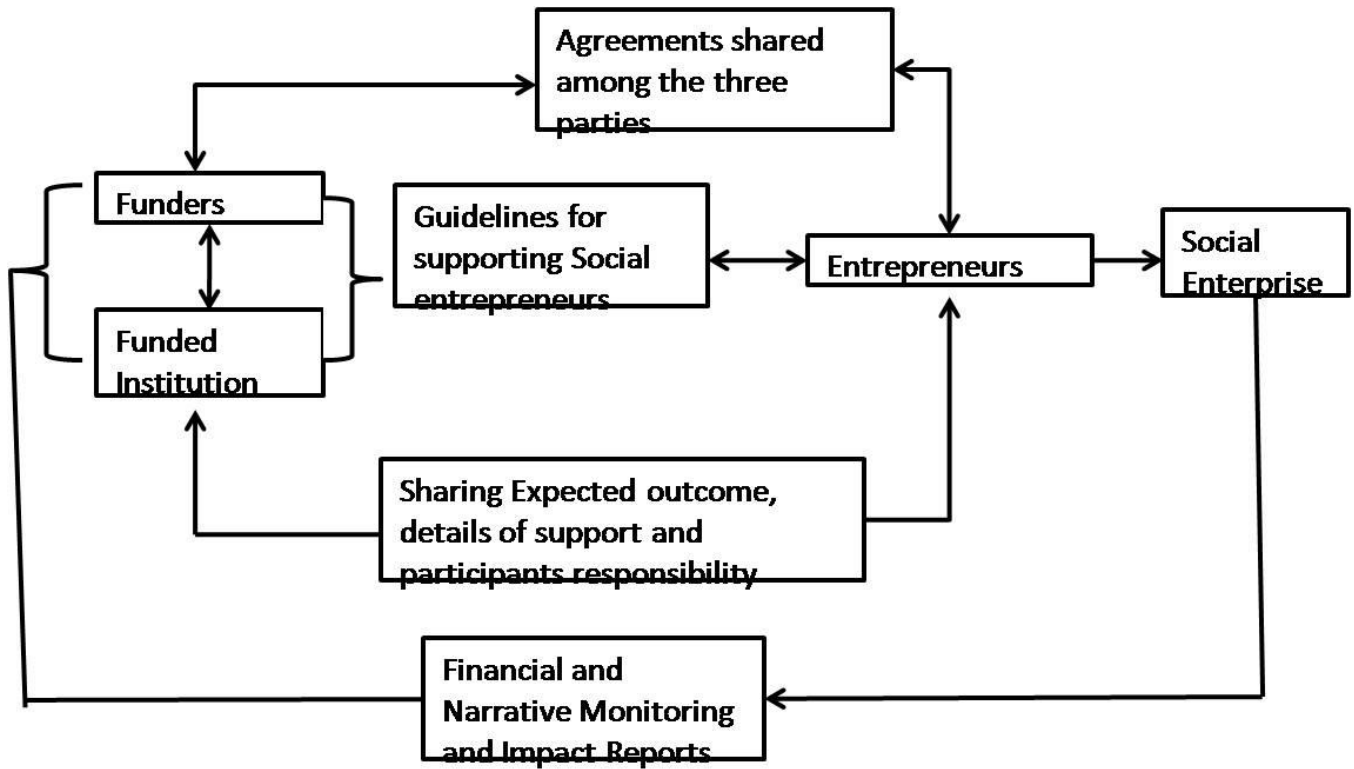 Agreements shared
among the three
parties
Funders
Guidelines for
supporting Social
entrepreneurs
Entrepreneurs
Social
Enterprise
Funded
Institution
Sharing Expected outcome,
details of support and
participants responsibility
Financial and
Narrative Monitoring
and Impact Reports